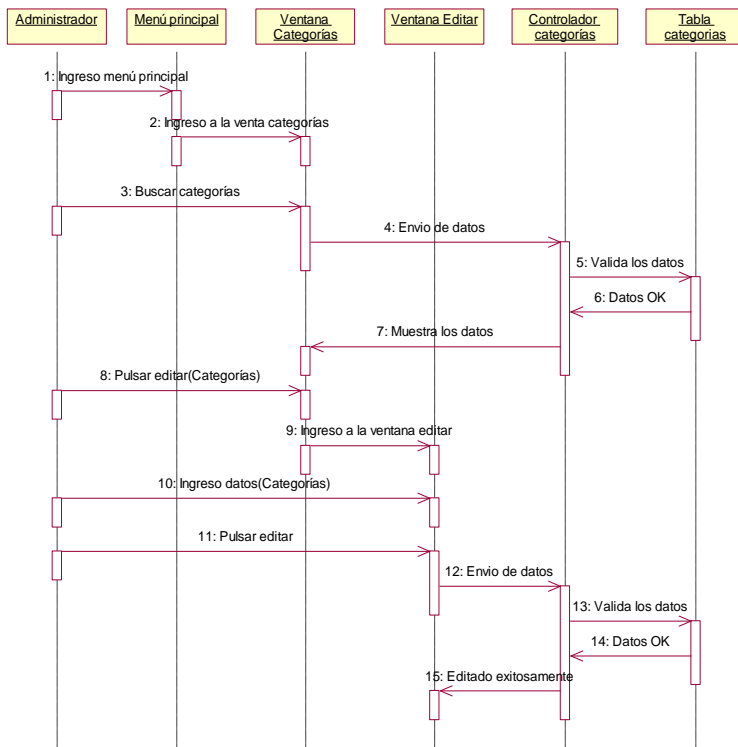 Administrador
Menú principal
Ventana
Categorías
Ventana Editar
Controlador
categorías
Tabla
categorias
1: Ingreso menú principal
2: Ingreso a la venta categorías
3: Buscar categorías
4: Envio de datos
5: Valida los datos
6: Datos OK
7: Muestra los datos
8: Pulsar editar(Categorías)
9: Ingreso a la ventana editar
10: Ingreso datos(Categorías)
11: Pulsar editar
12: Envio de datos
13: Valida los datos
14: Datos OK
15: Editado exitosamente